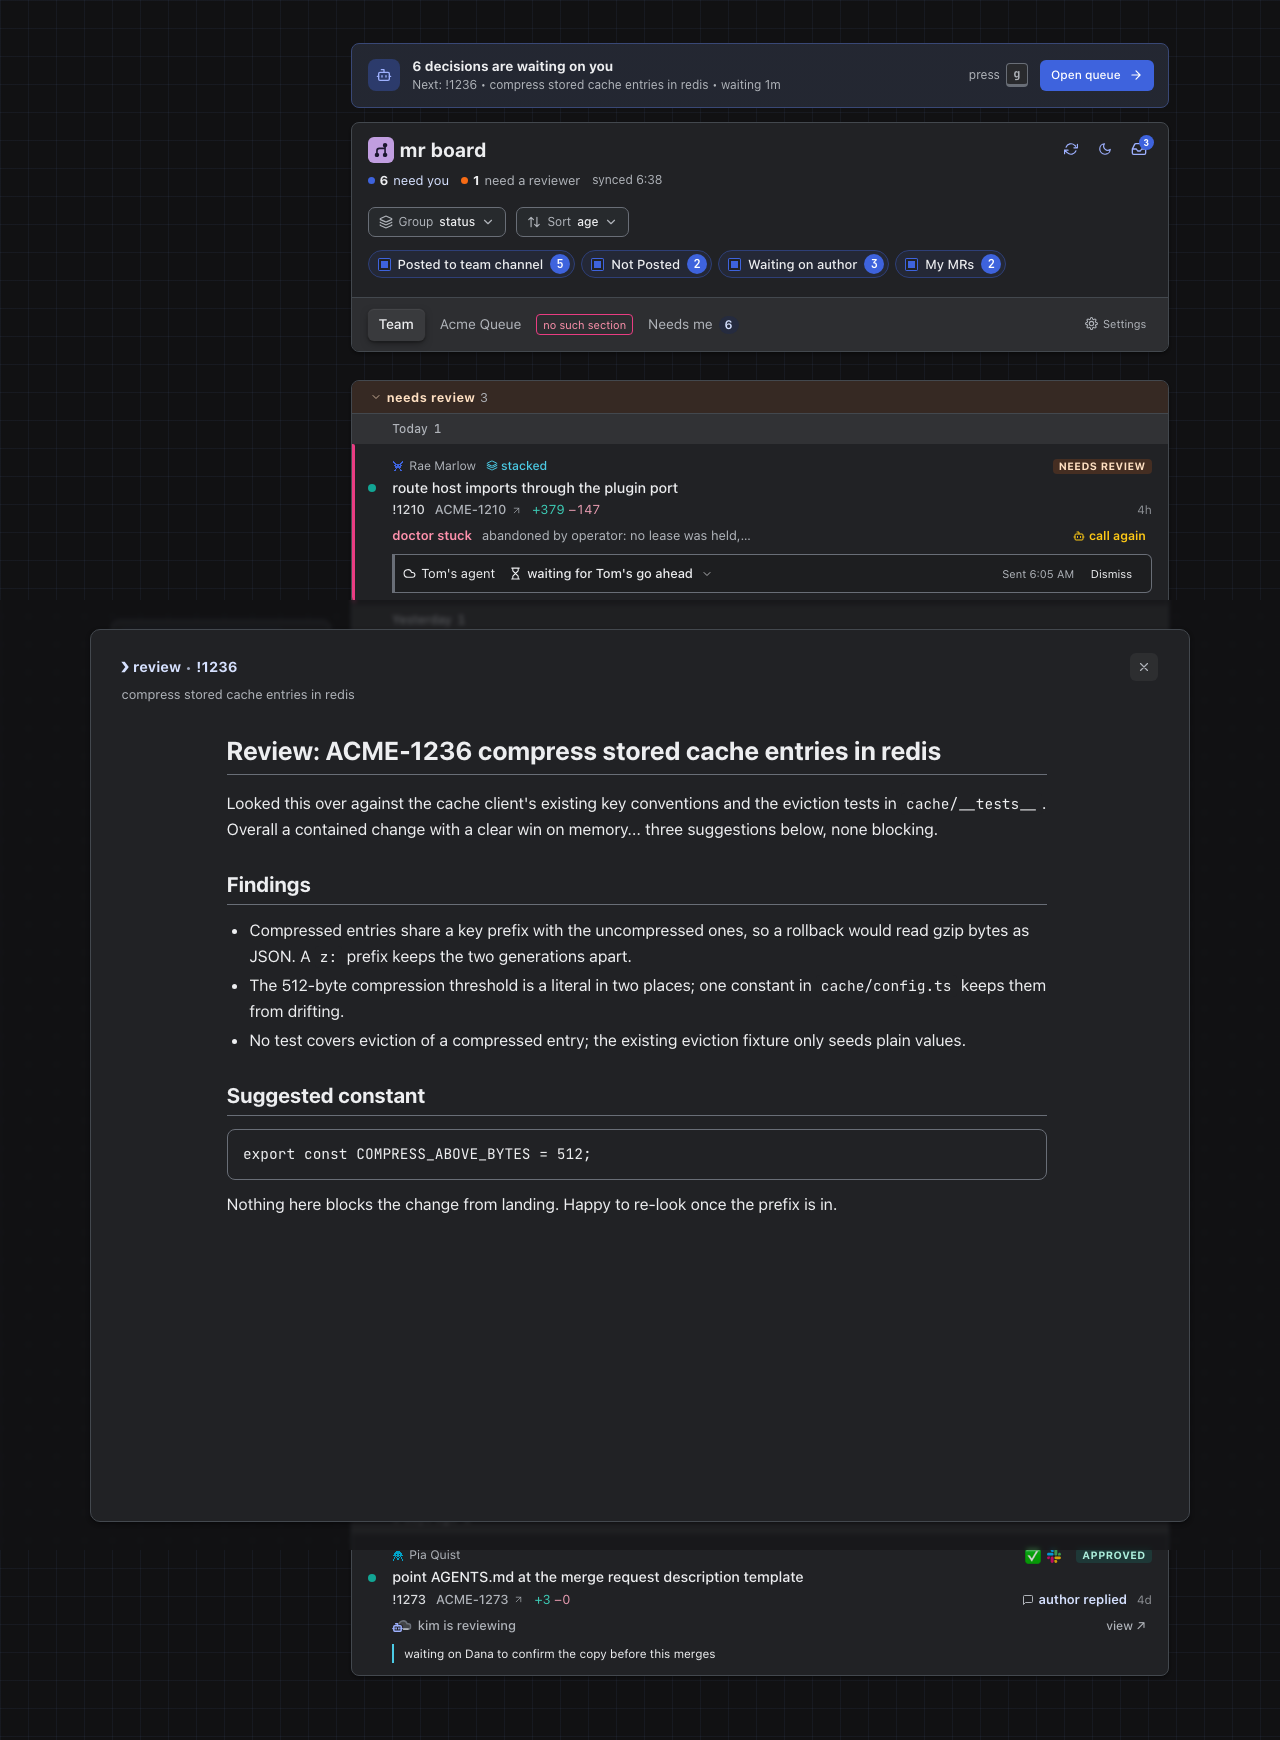 6 decisions are waiting on you
Next: !1236 • compress stored cache entries in redis • waiting 1m
press g
Open queue
mr board
3
6 need you 1 need a reviewer synced 6:38
Group status
Sort age
Posted to team channel 5
Not Posted 2
Waiting on author 3
My MRs 2
Team
Acme Queue
no such section
Needs me 6
Settings
needs review 3
Today 1
Rae Marlow stacked
NEEDS REVIEW
route host imports through the plugin port
!1210 ACME-1210 ↗ +379 −147
4h
doctor stuck abandoned by operator: no lease was held,...
call again
Tom's agent waiting for Tom's go ahead
Sent 6:05 AM Dismiss
Yesterday 1
❯ review • !1236
compress stored cache entries in redis
Review: ACME-1236 compress stored cache entries in redis
Looked this over against the cache client's existing key conventions and the eviction tests in cache/__tests__ .
Overall a contained change with a clear win on memory... three suggestions below, none blocking.
Findings
• Compressed entries share a key prefix with the uncompressed ones, so a rollback would read gzip bytes as
JSON. A z: prefix keeps the two generations apart.
• The 512-byte compression threshold is a literal in two places; one constant in cache/config.ts keeps them
from drifting.
• No test covers eviction of a compressed entry; the existing eviction fixture only seeds plain values.
Suggested constant
export const COMPRESS_ABOVE_BYTES = 512;
Nothing here blocks the change from landing. Happy to re-look once the prefix is in.
Pia Quist
APPROVED
point AGENTS.md at the merge request description template
!1273 ACME-1273 ↗ +3 −0
author replied 4d
kim is reviewing
view ↗
waiting on Dana to confirm the copy before this merges